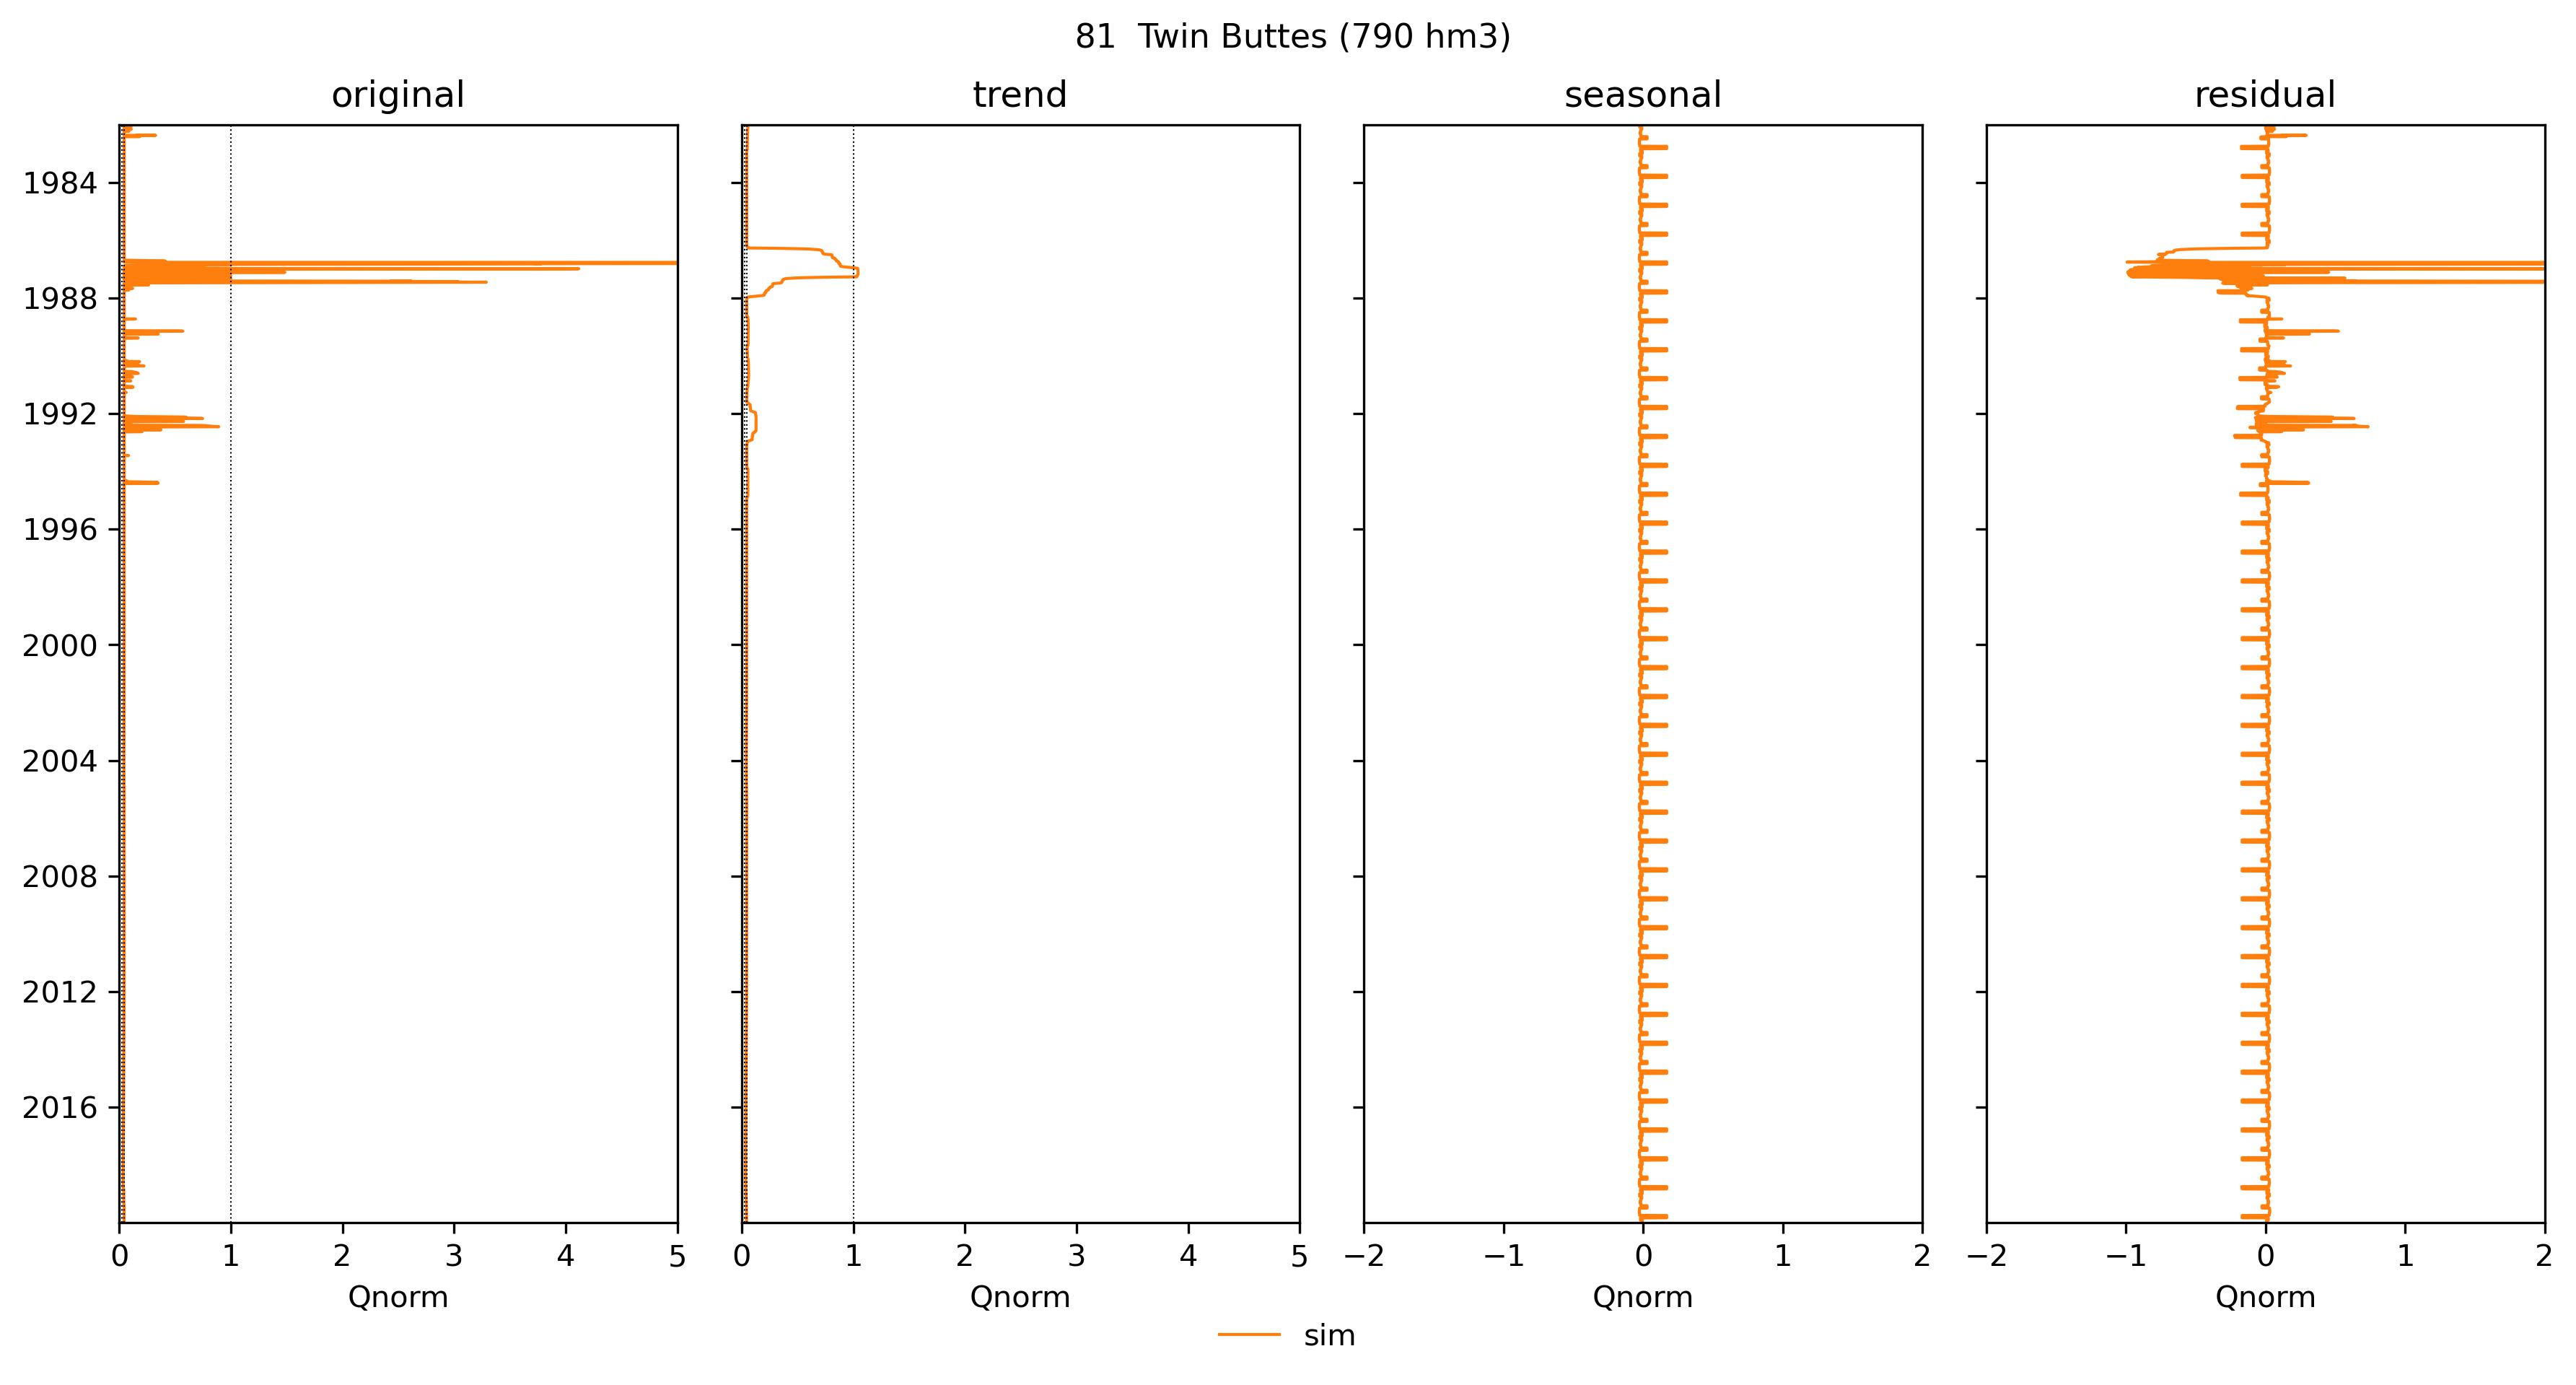 81  Twin Buttes (790 hm3)
original trend seasonal residual
1984
1988
1992
1996
2000
2004
2008
2012
2016
0 1 2 3 4 5 0 1 2 3 4 5 −2 −1 0 1 2 −2 −1 0 1 2
Qnorm Qnorm Qnorm Qnorm
sim